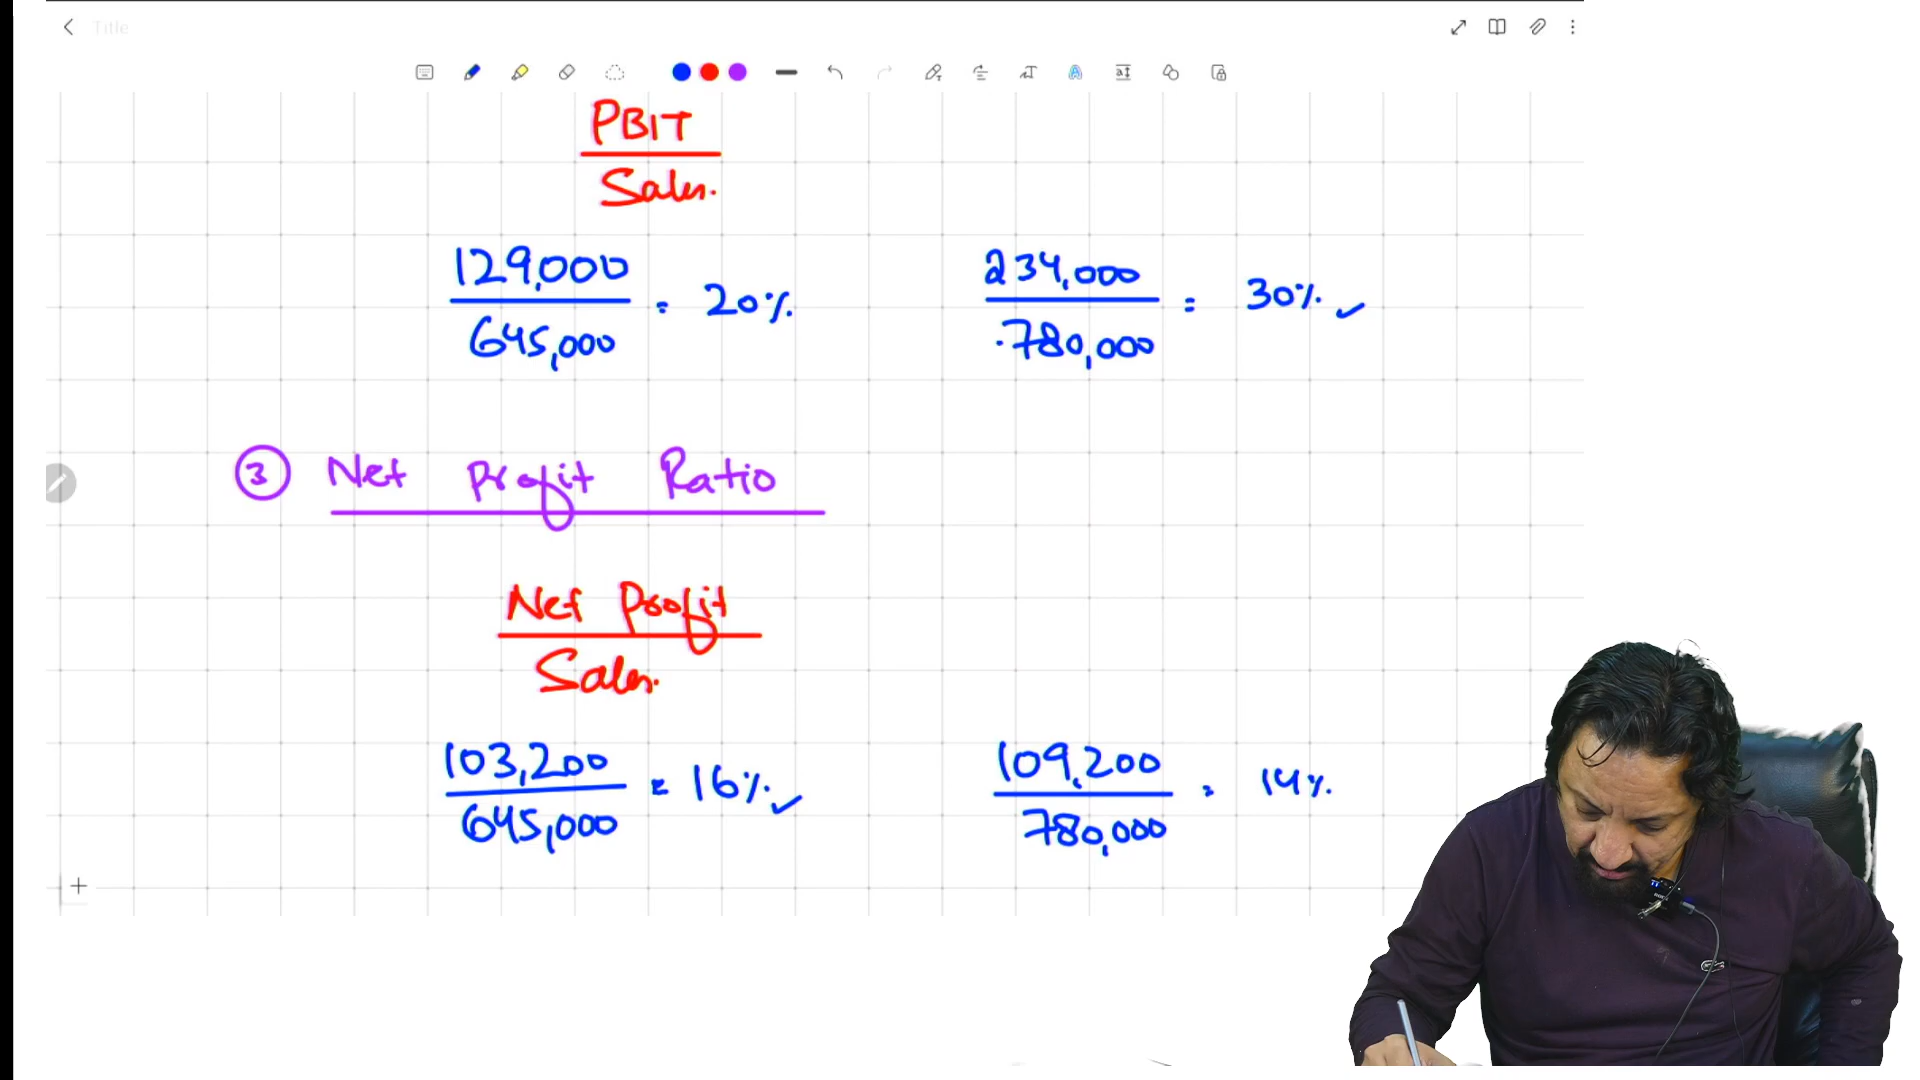 Title
PBIT
Sales.
129,000
645,000
= 20%
234,000
780,000
= 30% ✓
3 Net Profit Ratio
Net Profit
Sales.
103,200
645,000
= 16% ✓
109,200
780,000
= 14%